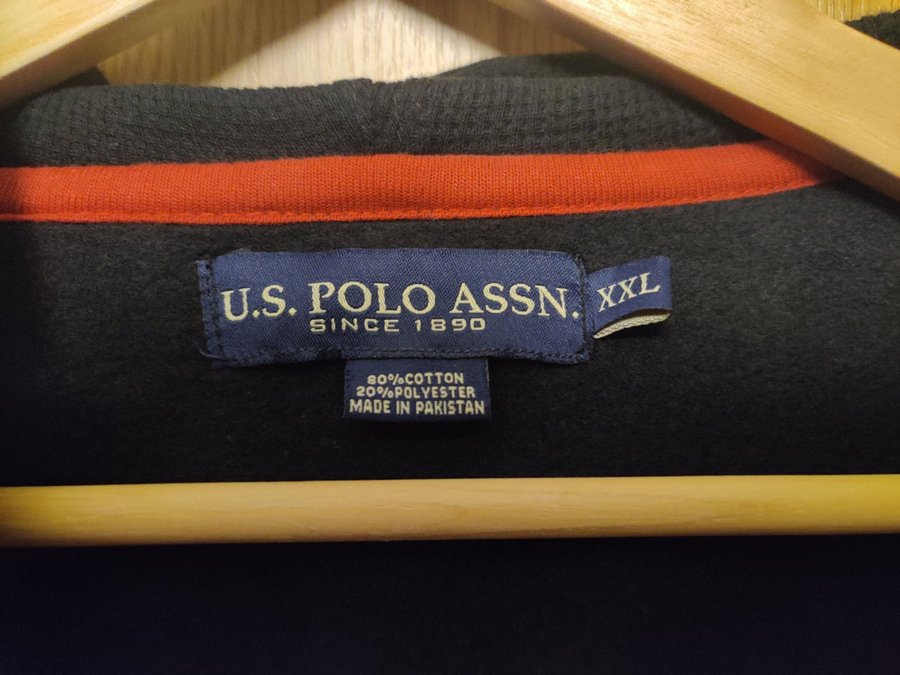 U.S. POLO ASSN.
SINCE 1890
XXL
80%COTTON
20%POLYESTER
MADE IN PAKISTAN